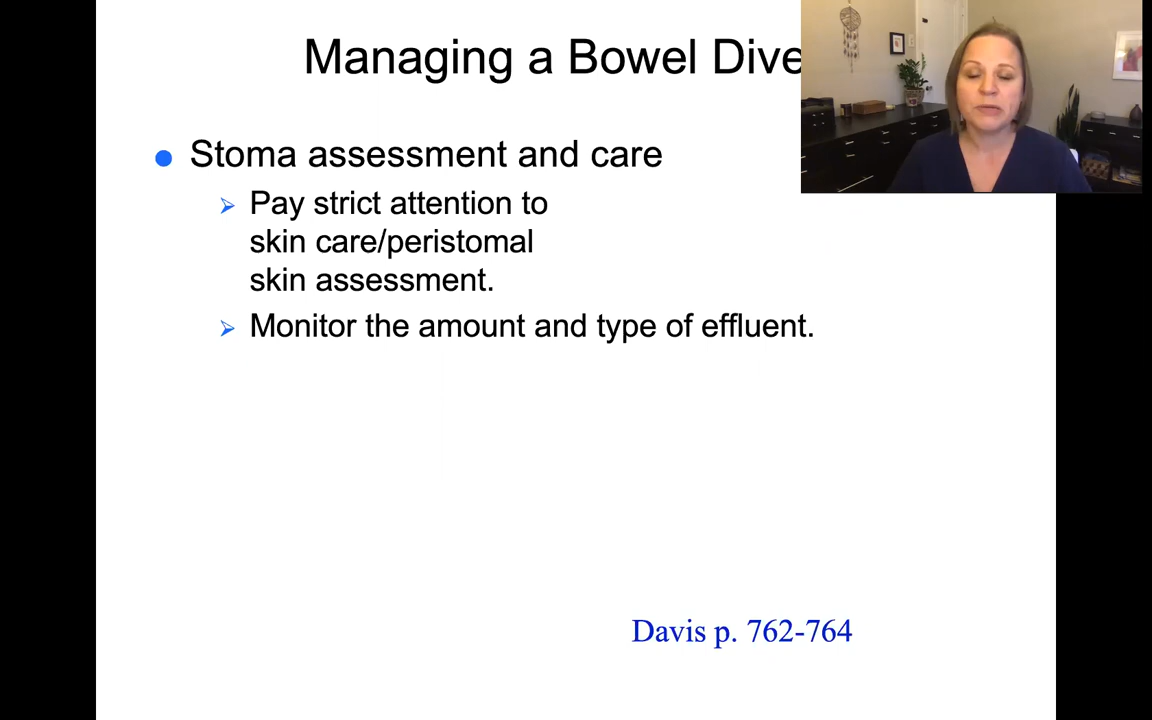 Managing a Bowel Dive
Stoma assessment and care
Pay strict attention to
skin care/peristomal
skin assessment.
Monitor the amount and type of effluent.
Davis p. 762-764